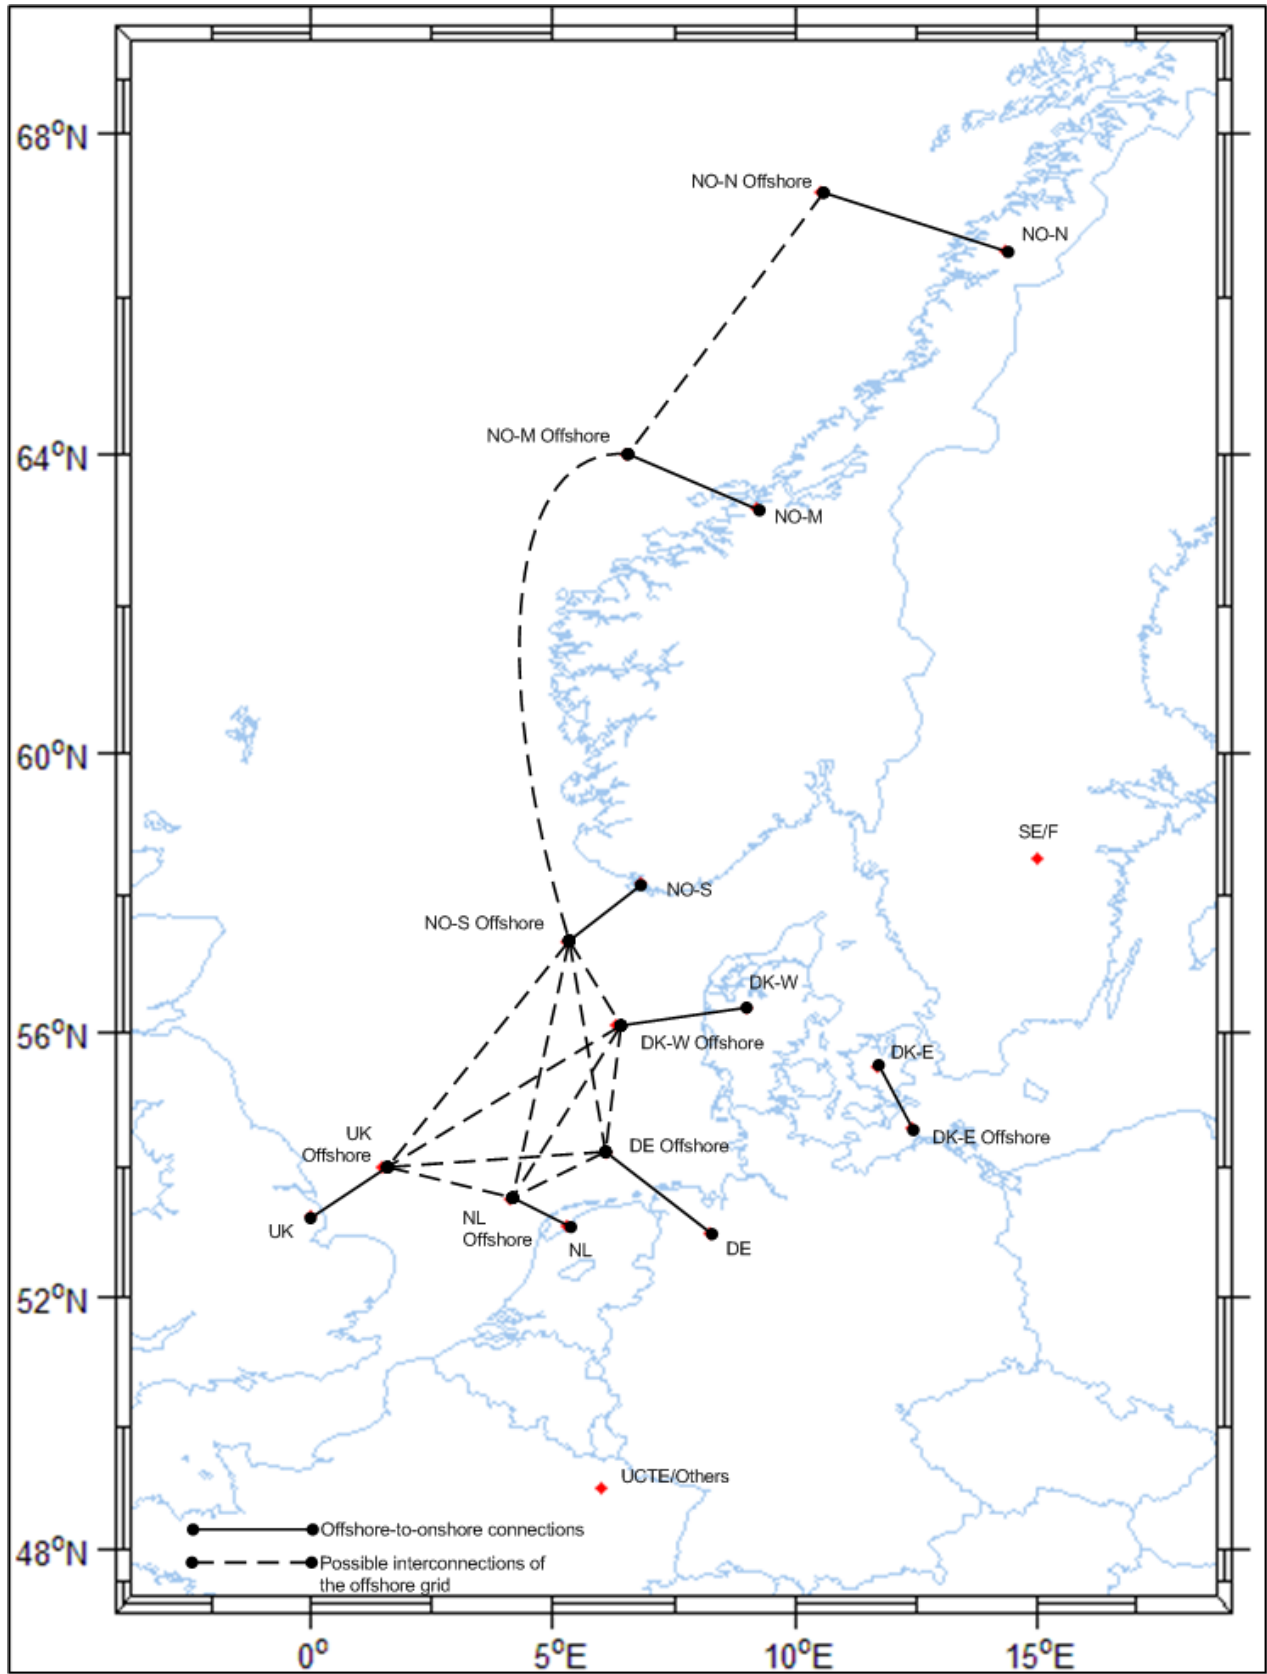 68°N
NO-N Offshore
NO-N
64°N
NO-M Offshore
NO-M
60°N
SE/F
NO-S
NO-S Offshore
DK-W
56°N
DK-W Offshore
DK-E
UK
Offshore
DE Offshore
DK-E Offshore
UK
NL
Offshore
NL
DE
52°N
UCTE/Others
Offshore-to-onshore connections
48°N
Possible interconnections of
the offshore grid
0°
5°E
10°E
15°E